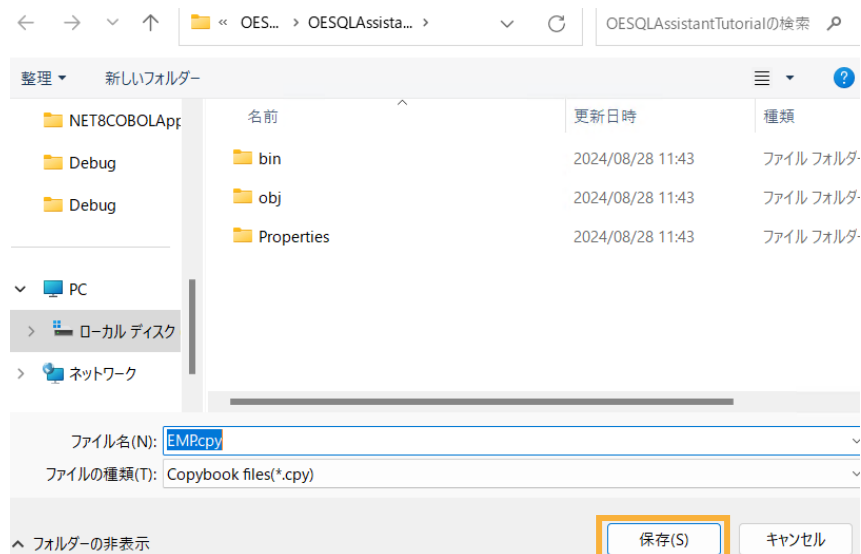 « OES... › OESQLAssista... › OESQLAssistantTutorialの検索
整理 新しいフォルダー
名前 更新日時 種類
NET8COBOLApp
bin 2024/08/28 11:43 ファイル フォルダー
Debug
obj 2024/08/28 11:43 ファイル フォルダー
Debug
Properties 2024/08/28 11:43 ファイル フォルダー
PC
ローカル ディスク
ネットワーク
ファイル名(N): EMP.cpy
ファイルの種類(T): Copybook files(*.cpy)
フォルダーの非表示 保存(S) キャンセル